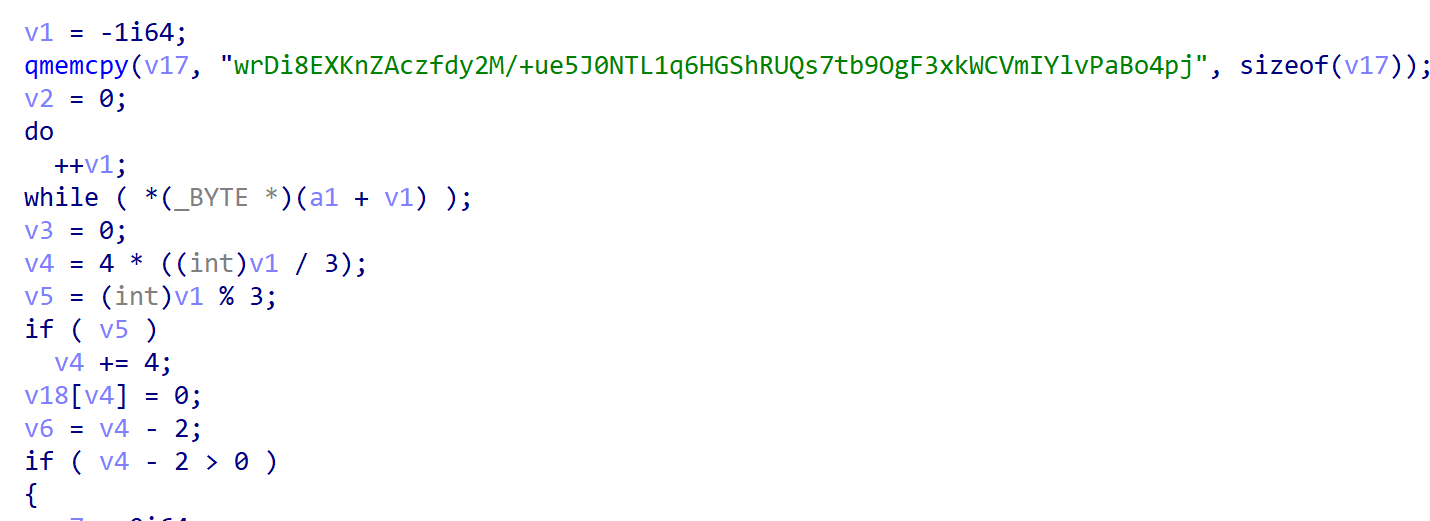 v1 = -1i64;
qmemcpy(v17, "wrDi8EXKnZAczfdy2M/+ue5J0NTL1q6HGShRUQs7tb9OgF3xkWCVmIYlvPaBo4pj", sizeof(v17));
v2 = 0;
do
++v1;
while ( *(_BYTE *)(a1 + v1) );
v3 = 0;
v4 = 4 * ((int)v1 / 3);
v5 = (int)v1 % 3;
if ( v5 )
v4 += 4;
v18[v4] = 0;
v6 = v4 - 2;
if ( v4 - 2 > 0 )
{